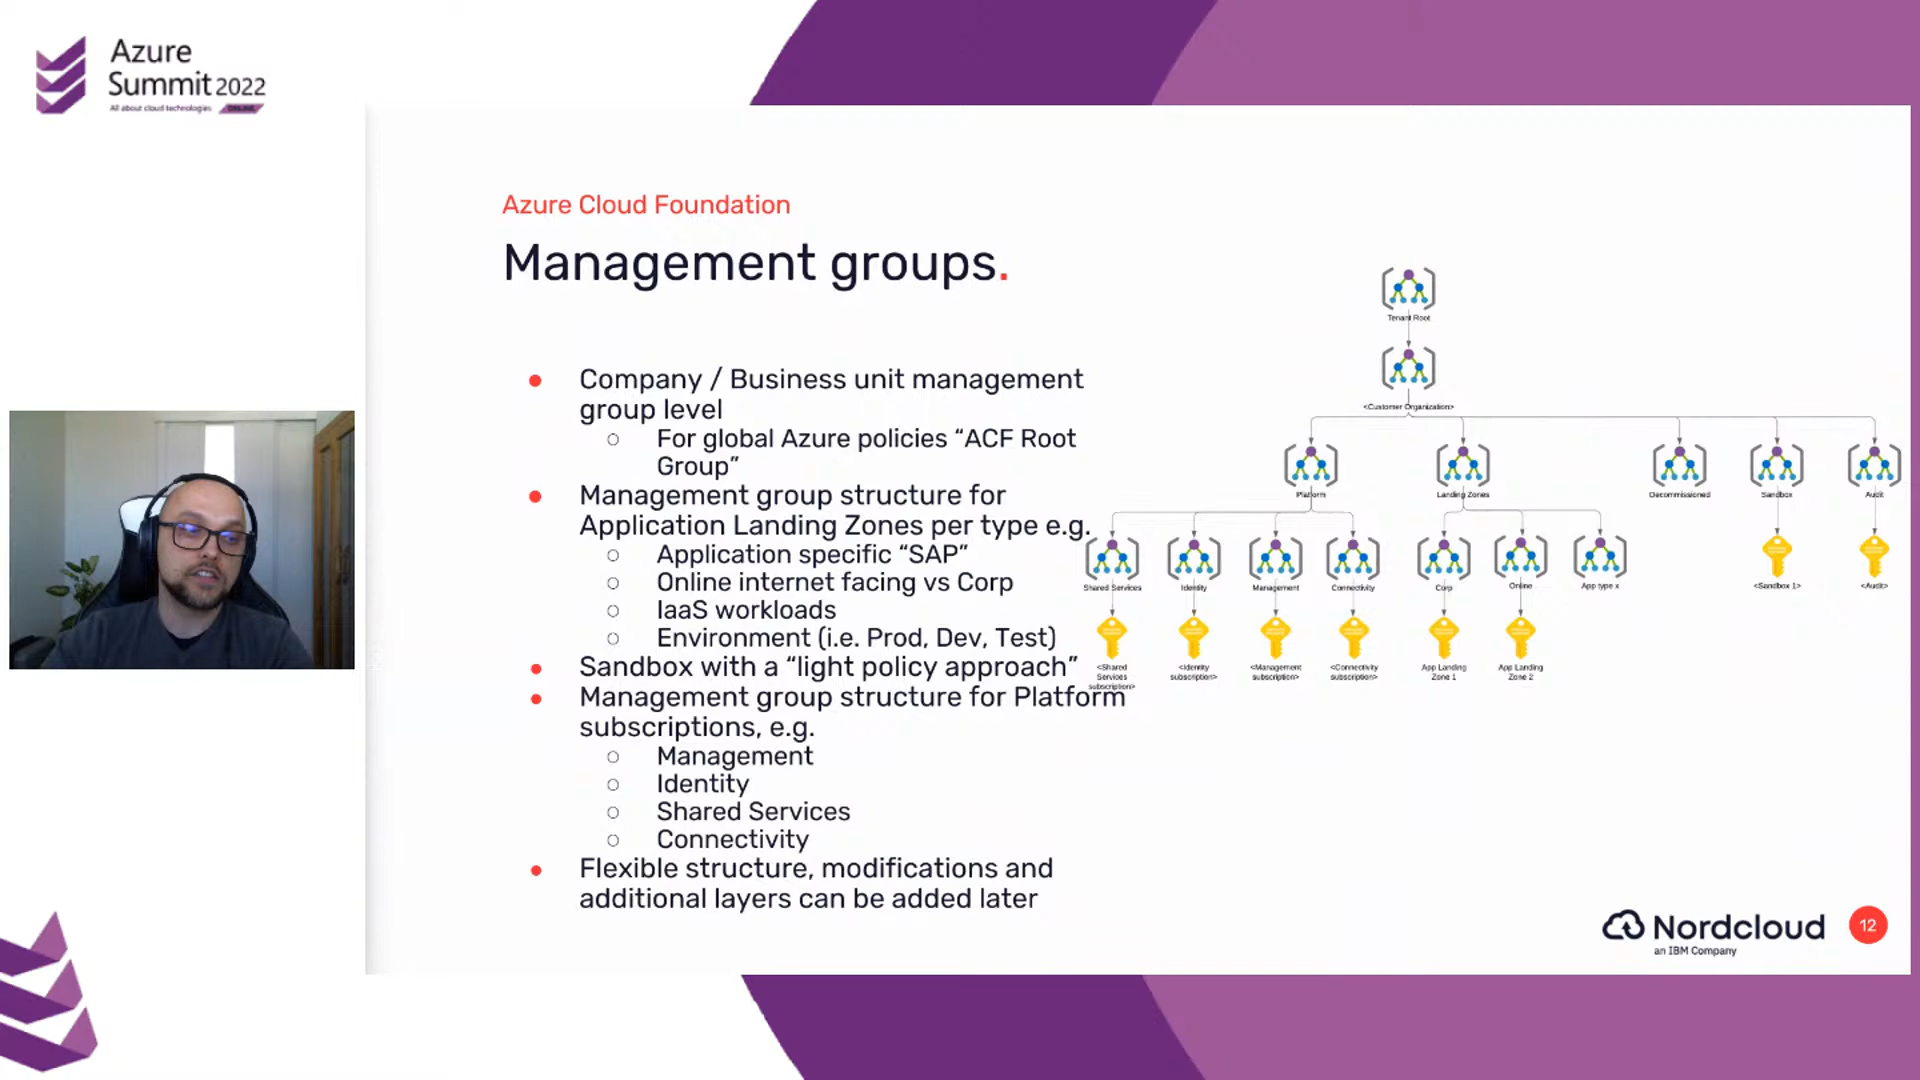 Azure
Summit 2022
All about cloud technologies
ONLINE
Azure Cloud Foundation
Management groups.
Company / Business unit management
group level
For global Azure policies “ACF Root
Group”
Management group structure for
Application Landing Zones per type e.g.
Application specific “SAP”
Online internet facing vs Corp
IaaS workloads
Environment (i.e. Prod, Dev, Test)
Sandbox with a “light policy approach”
Management group structure for Platform
subscriptions, e.g.
Management
Identity
Shared Services
Connectivity
Flexible structure, modifications and
additional layers can be added later
Tenant Root
<Customer Organization>
Platform
Landing Zones
Decommissioned
Sandbox
Audit
Shared Services
Identity
Management
Connectivity
Corp
Online
App type x
<Sandbox 1>
<Audit>
<Shared
Services
subscription>
<Identity
subscription>
<Management
subscription>
<Connectivity
subscription>
App Landing
Zone 1
App Landing
Zone 2
Nordcloud
an IBM Company
12